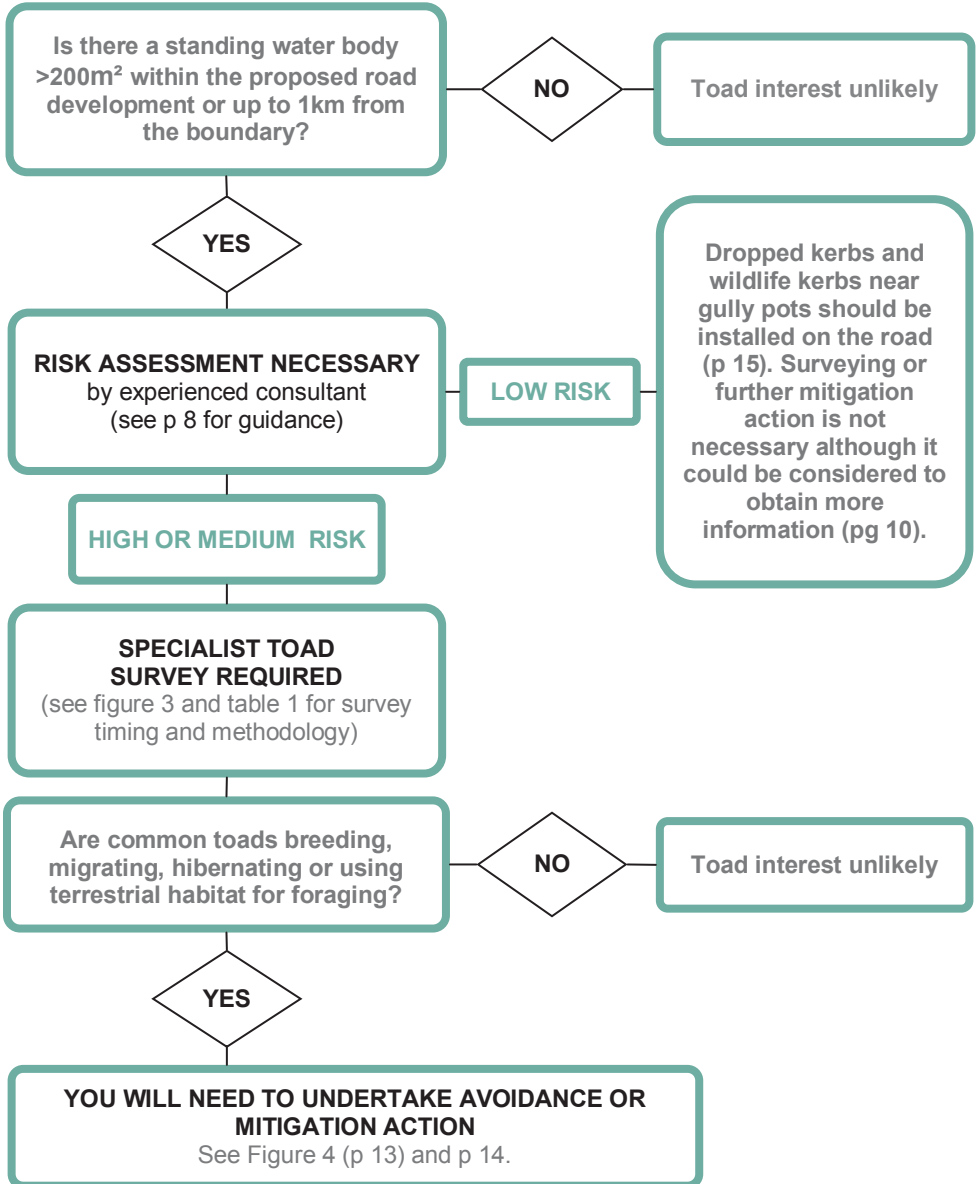 Is there a standing water body
>200m² within the proposed road
development or up to 1km from
the boundary?
NO
Toad interest unlikely
YES
RISK ASSESSMENT NECESSARY
by experienced consultant
(see p 8 for guidance)
LOW RISK
Dropped kerbs and
wildlife kerbs near
gully pots should be
installed on the road
(p 15). Surveying or
further mitigation
action is not
necessary although it
could be considered to
obtain more
information (pg 10).
HIGH OR MEDIUM RISK
SPECIALIST TOAD
SURVEY REQUIRED
(see figure 3 and table 1 for survey
timing and methodology)
Are common toads breeding,
migrating, hibernating or using
terrestrial habitat for foraging?
NO
Toad interest unlikely
YES
YOU WILL NEED TO UNDERTAKE AVOIDANCE OR
MITIGATION ACTION
See Figure 4 (p 13) and p 14.